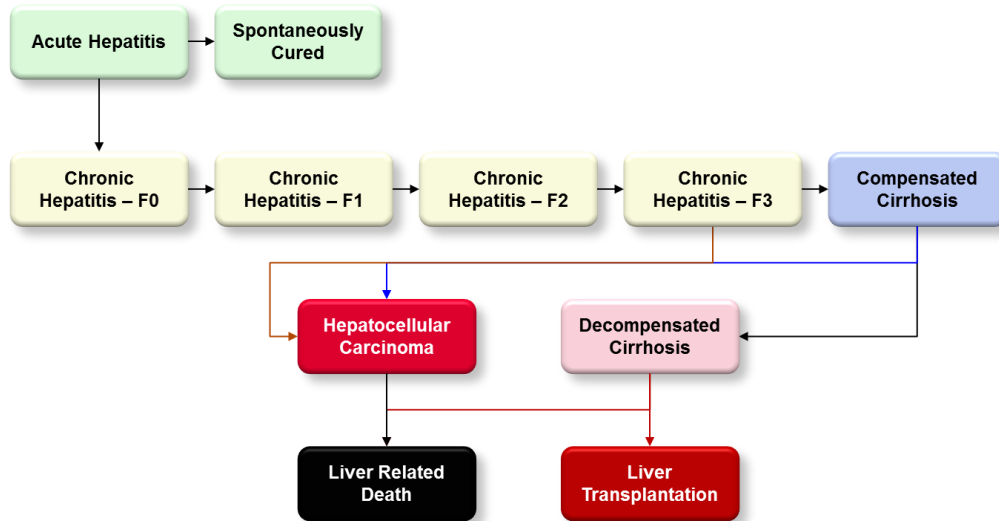 Acute Hepatitis
Spontaneously
Cured
Chronic
Hepatitis – F0
Chronic
Hepatitis – F1
Chronic
Hepatitis – F2
Chronic
Hepatitis – F3
Compensated
Cirrhosis
Hepatocellular
Carcinoma
Decompensated
Cirrhosis
Liver Related
Death
Liver
Transplantation